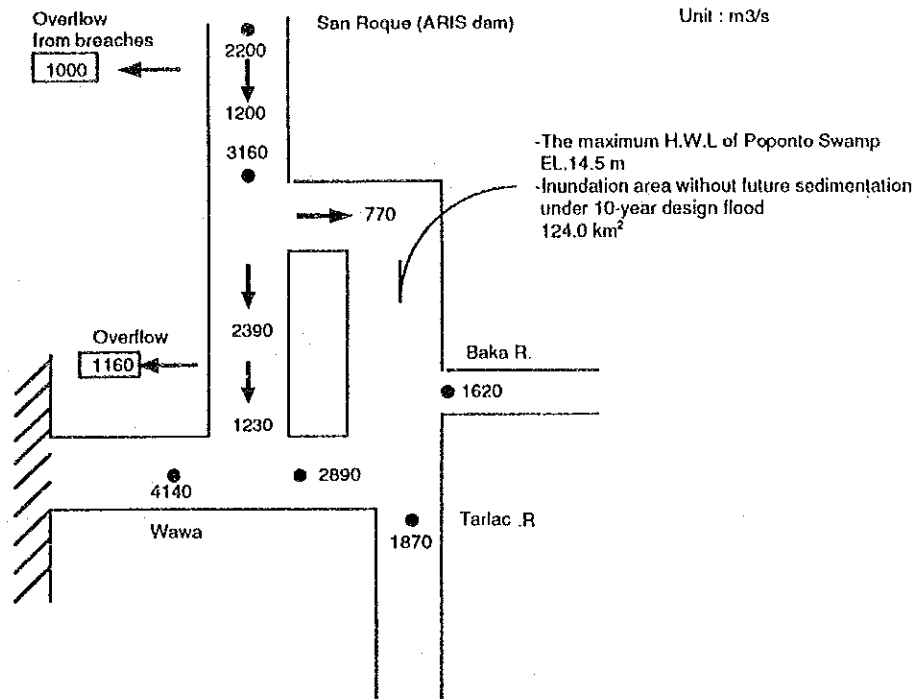 Overflow
from breaches
1000
San Roque (ARIS dam)
Unit : m3/s
2200
1200
3160
-The maximum H.W.L of Poponto Swamp
EL.14.5 m
-Inundation area without future sedimentation
under 10-year design flood
124.0 km²
770
2390
Overflow
1160
Baka R.
1620
1230
4140
2890
Wawa
Tarlac .R
1870